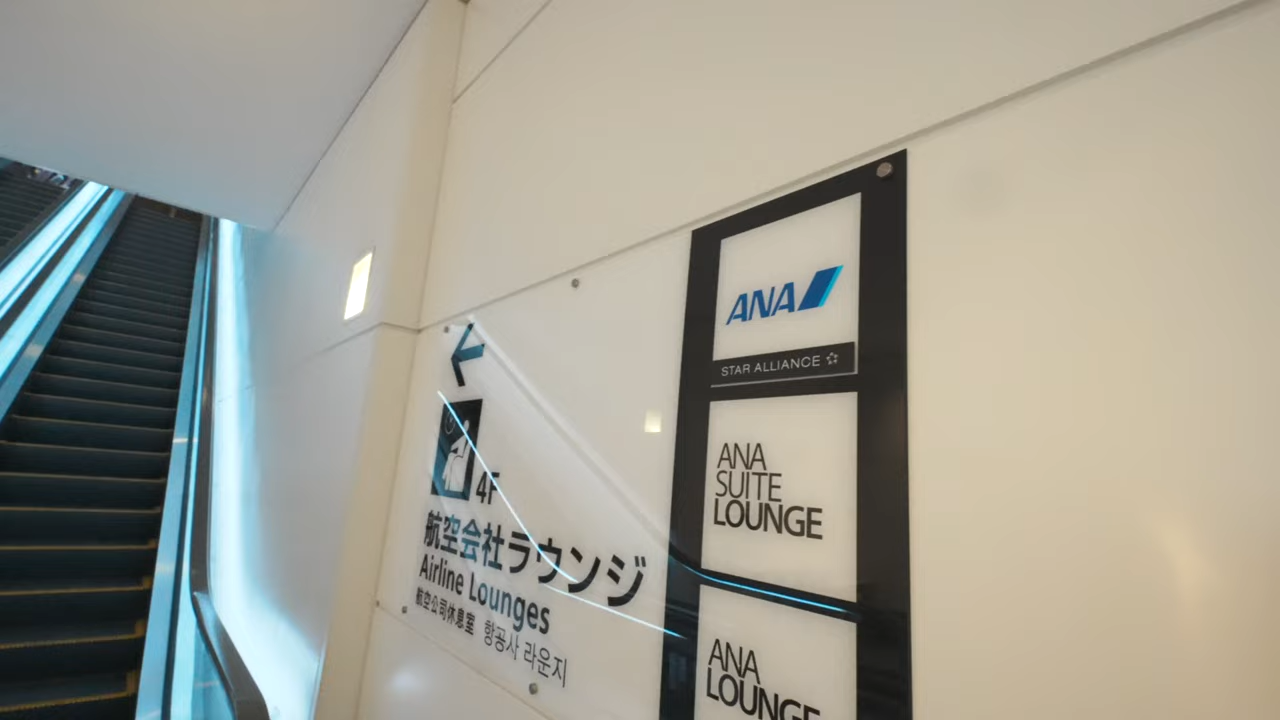 4F
航空会社ラウンジ
Airline Lounges
航空公司休息室 항공사 라운지
ANA
STAR ALLIANCE
ANA
SUITE
LOUNGE
ANA
LOUNGE